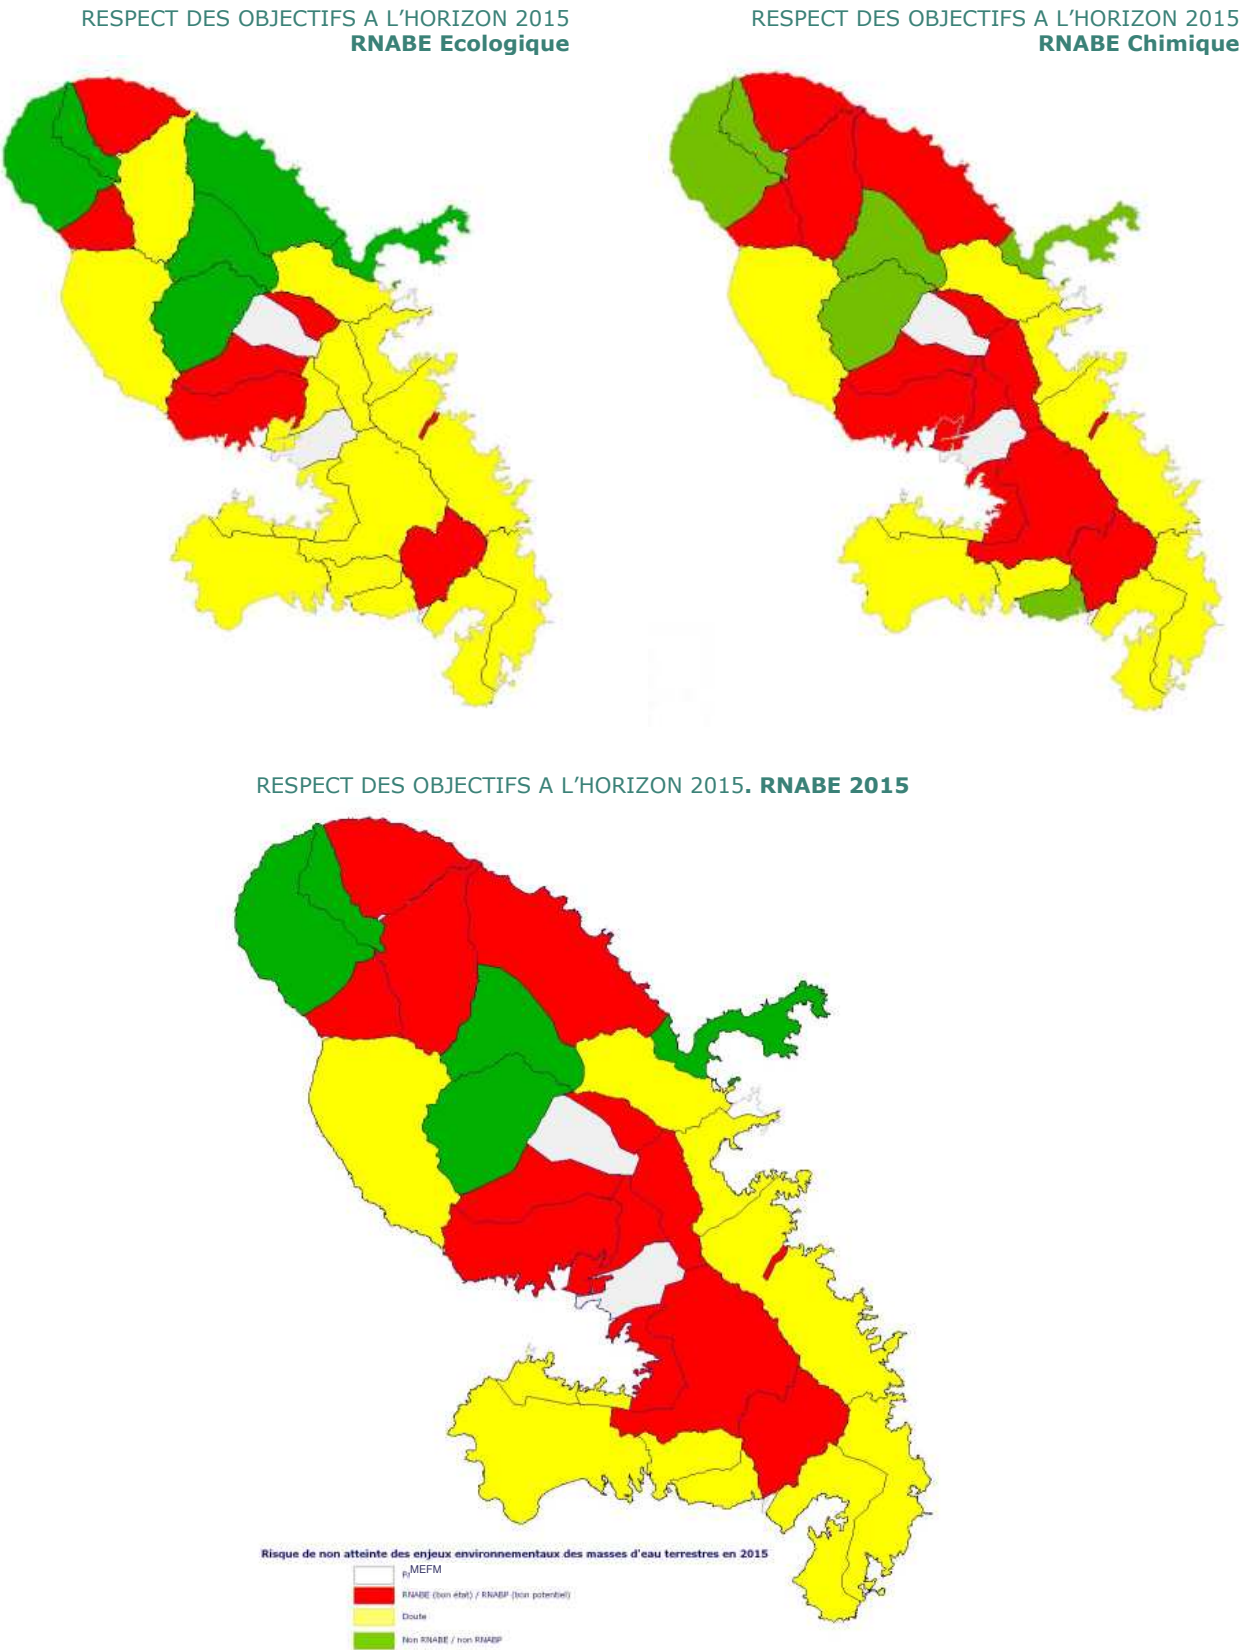 RESPECT DES OBJECTIFS A L'HORIZON 2015
RNABE Ecologique
RESPECT DES OBJECTIFS A L'HORIZON 2015
RNABE Chimique
RESPECT DES OBJECTIFS A L'HORIZON 2015. RNABE 2015
Risque de non atteinte des enjeux environnementaux des masses d'eau terrestres en 2015
MEFM
RNABE (bon état) / RNABP (bon potentiel)
Doute
Non RNABE / non RNABP